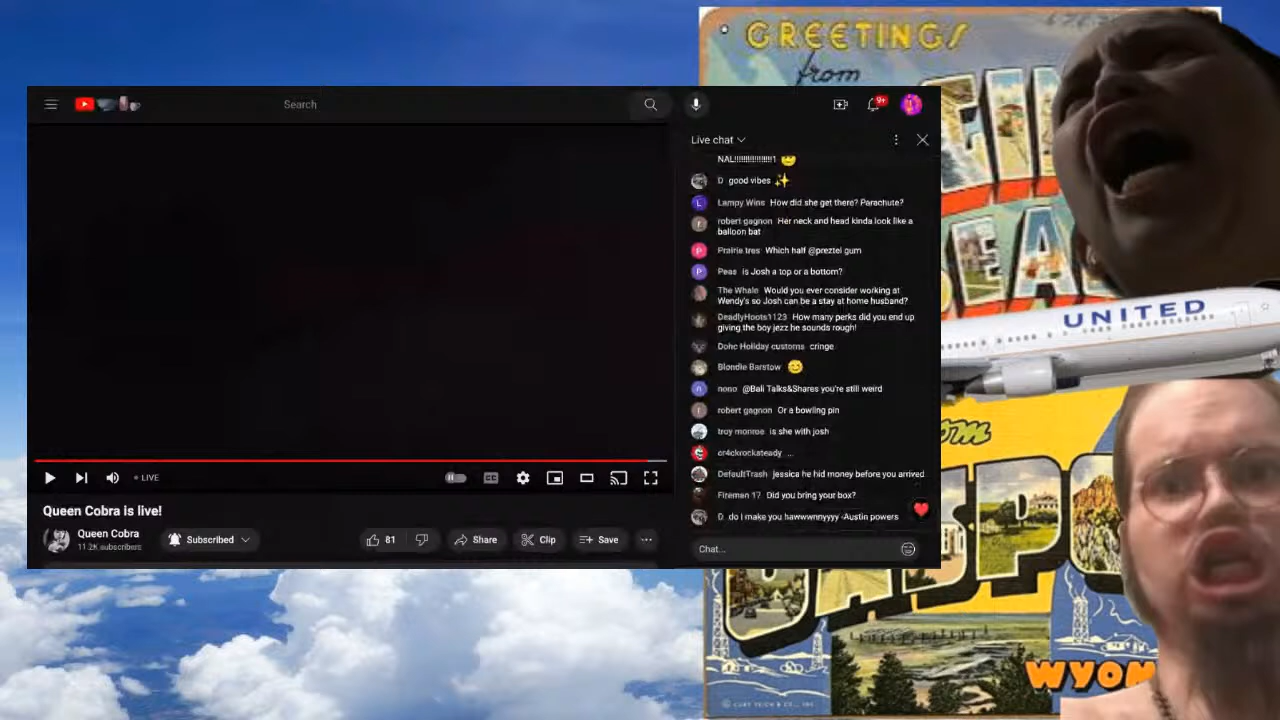 GREETINGS
from
Search
9+
Live chat
NAL!!!!!!!!!!!!!!!!!!1
D good vibes
L
Lampy Wins How did she get there? Parachute?
r
robert gagnon Her neck and head kinda look like a
balloon bat
P
Prairie tres Which half @preztel gum
P
Peas is Josh a top or a bottom?
The Whale Would you ever consider working at
Wendy's so Josh can be a stay at home husband?
DeadlyHoots1123 How many perks did you end up
giving the boy jezz he sounds rough!
Dohc Holiday customs cringe
Blondie Barstow
n
nono @Bali Talks&Shares you're still weird
r
robert gagnon Or a bowling pin
troy monroe is she with josh
cr4ckrocksteady ...
DefaultTrash jessica he hid money before you arrived
Fireman 17 Did you bring your box?
D do I make you hawwwnnyyyy -Austin powers
Chat...
LIVE
CC
Queen Cobra is live!
Queen Cobra
11.2K subscribers
Subscribed
81
Share
Clip
Save
UNITED
WYOM